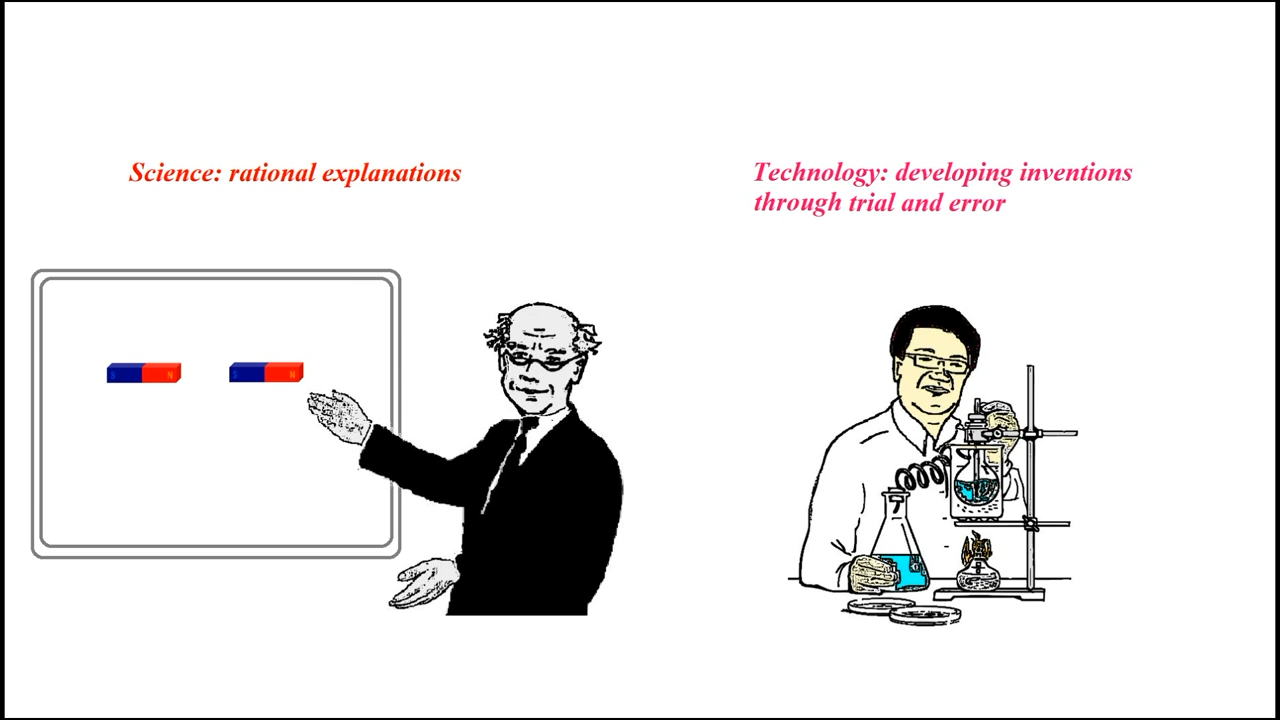 Science: rational explanations
Technology: developing inventions
through trial and error
S N S N